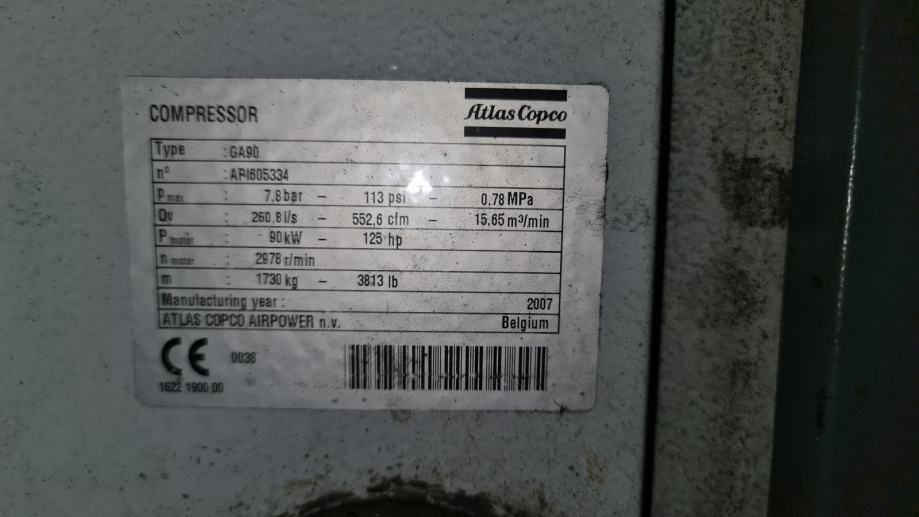 COMPRESSOR
Atlas Copco
Type : GA90
n° : API605334
P max : 7.8 bar – 113 psi – 0,78 MPa
Qv : 260,8 l/s – 552,6 cfm – 15,65 m³/min
P motor : 90 kW – 125 hp
n motor : 2978 r/min
m : 1730 kg – 3813 lb
Manufacturing year : 2007
ATLAS COPCO AIRPOWER n.v. Belgium
CE 0038
1622 1900 00